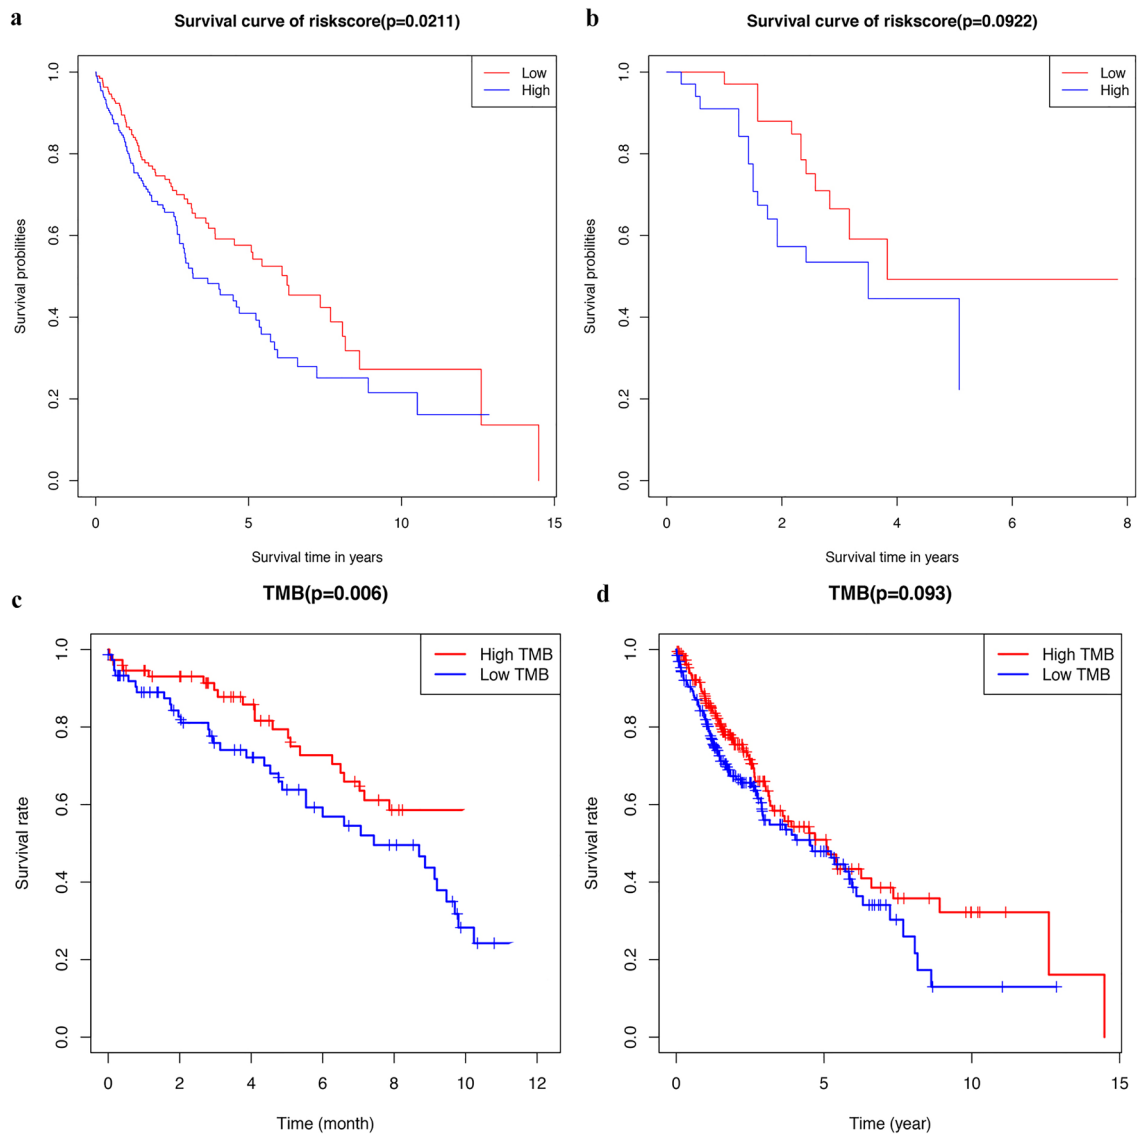 a
Survival curve of riskscore(p=0.0211)
Low
High
Survival probilities
1.0
0.8
0.6
0.4
0.2
0.0
0 5 10 15
Survival time in years
b
Survival curve of riskscore(p=0.0922)
Low
High
Survival probilities
1.0
0.8
0.6
0.4
0.2
0.0
0 2 4 6 8
Survival time in years
c
TMB(p=0.006)
High TMB
Low TMB
Survival rate
1.0
0.8
0.6
0.4
0.2
0.0
0 2 4 6 8 10 12
Time (month)
d
TMB(p=0.093)
High TMB
Low TMB
Survival rate
1.0
0.8
0.6
0.4
0.2
0.0
0 5 10 15
Time (year)